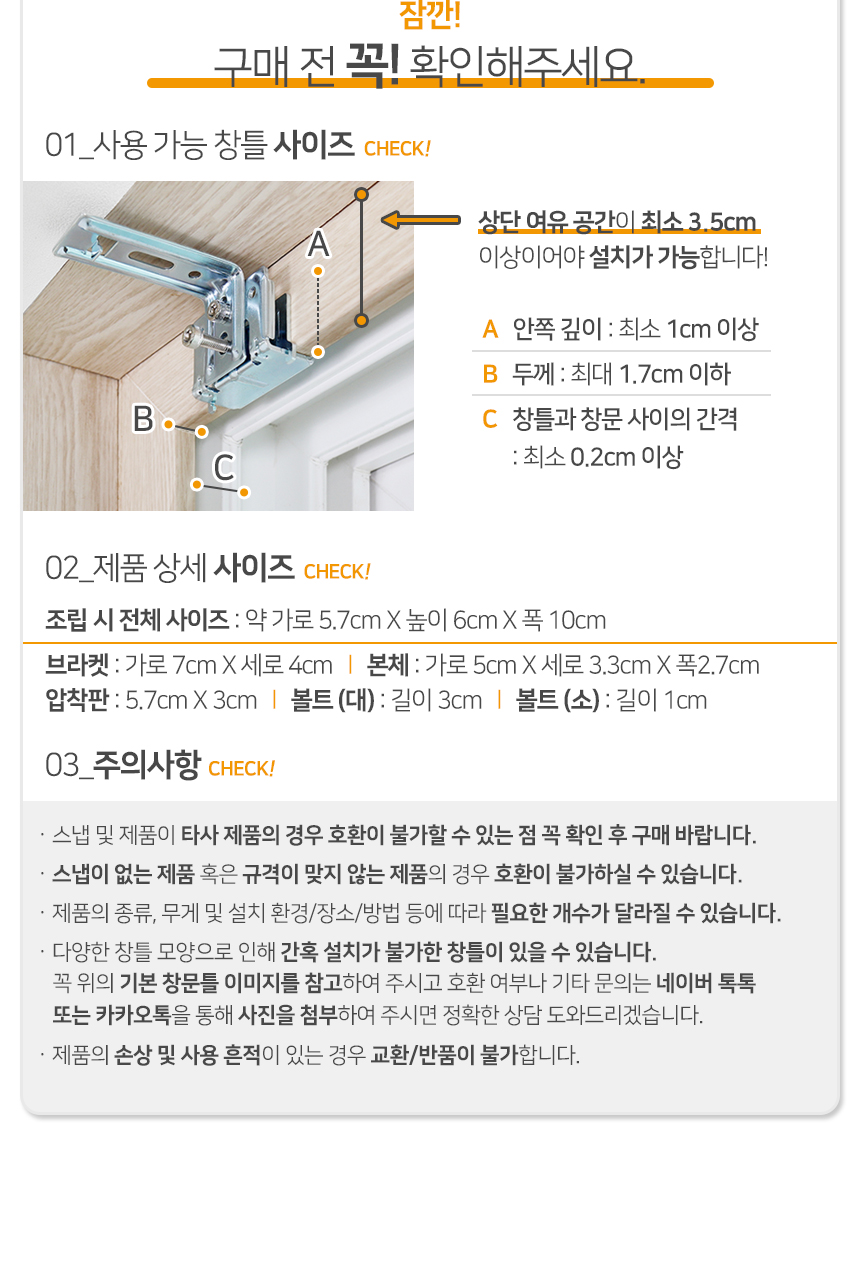 잠깐!
구매 전 꼭! 확인해주세요.
01_사용 가능 창틀 사이즈 CHECK!
상단 여유 공간이 최소 3.5cm
이상이어야 설치가 가능합니다!
A
A 안쪽 깊이 : 최소 1cm 이상
B 두께 : 최대 1.7cm 이하
B
C 창틀과 창문 사이의 간격
: 최소 0.2cm 이상
C
02_제품 상세 사이즈 CHECK!
조립 시 전체 사이즈 : 약 가로 5.7cm X 높이 6cm X 폭 10cm
브라켓 : 가로 7cm X 세로 4cm ㅣ 본체 : 가로 5cm X 세로 3.3cm X 폭2.7cm
압착판 : 5.7cm X 3cm ㅣ 볼트 (대) : 길이 3cm ㅣ 볼트 (소) : 길이 1cm
03_주의사항 CHECK!
· 스냅 및 제품이 타사 제품의 경우 호환이 불가할 수 있는 점 꼭 확인 후 구매 바랍니다.
· 스냅이 없는 제품 혹은 규격이 맞지 않는 제품의 경우 호환이 불가하실 수 있습니다.
· 제품의 종류, 무게 및 설치 환경/장소/방법 등에 따라 필요한 개수가 달라질 수 있습니다.
· 다양한 창틀 모양으로 인해 간혹 설치가 불가한 창틀이 있을 수 있습니다.
꼭 위의 기본 창문틀 이미지를 참고하여 주시고 호환 여부나 기타 문의는 네이버 톡톡
또는 카카오톡을 통해 사진을 첨부하여 주시면 정확한 상담 도와드리겠습니다.
· 제품의 손상 및 사용 흔적이 있는 경우 교환/반품이 불가합니다.